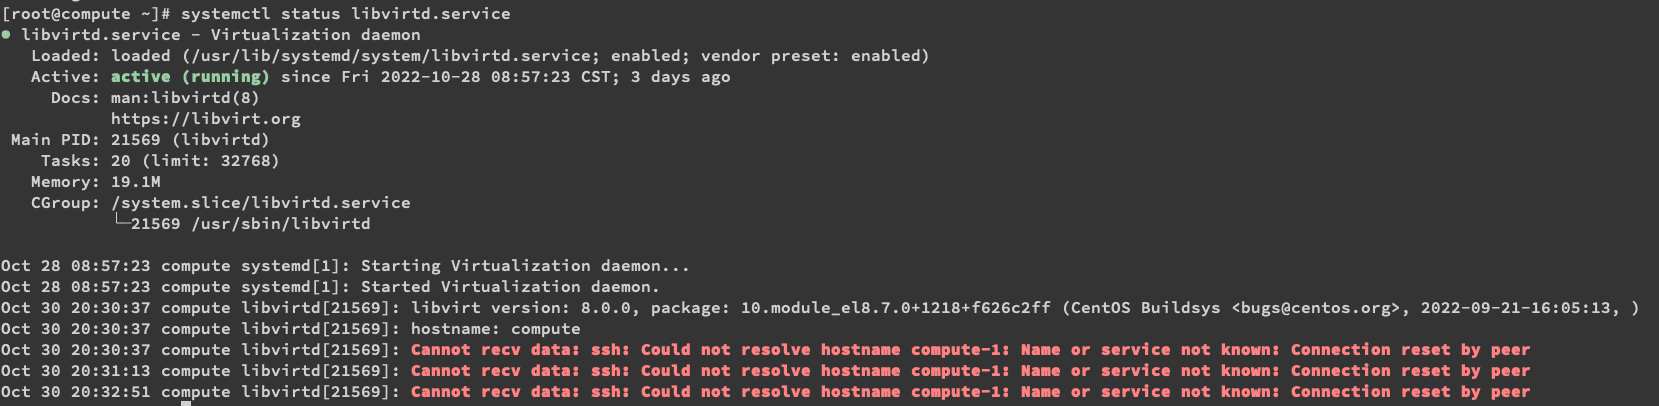 [root@compute ~]# systemctl status libvirtd.service
● libvirtd.service - Virtualization daemon
   Loaded: loaded (/usr/lib/systemd/system/libvirtd.service; enabled; vendor preset: enabled)
   Active: active (running) since Fri 2022-10-28 08:57:23 CST; 3 days ago
     Docs: man:libvirtd(8)
           https://libvirt.org
 Main PID: 21569 (libvirtd)
    Tasks: 20 (limit: 32768)
   Memory: 19.1M
   CGroup: /system.slice/libvirtd.service
           └─21569 /usr/sbin/libvirtd

Oct 28 08:57:23 compute systemd[1]: Starting Virtualization daemon...
Oct 28 08:57:23 compute systemd[1]: Started Virtualization daemon.
Oct 30 20:30:37 compute libvirtd[21569]: libvirt version: 8.0.0, package: 10.module_el8.7.0+1218+f626c2ff (CentOS Buildsys <bugs@centos.org>, 2022-09-21-16:05:13, )
Oct 30 20:30:37 compute libvirtd[21569]: hostname: compute
Oct 30 20:30:37 compute libvirtd[21569]: Cannot recv data: ssh: Could not resolve hostname compute-1: Name or service not known: Connection reset by peer
Oct 30 20:31:13 compute libvirtd[21569]: Cannot recv data: ssh: Could not resolve hostname compute-1: Name or service not known: Connection reset by peer
Oct 30 20:32:51 compute libvirtd[21569]: Cannot recv data: ssh: Could not resolve hostname compute-1: Name or service not known: Connection reset by peer